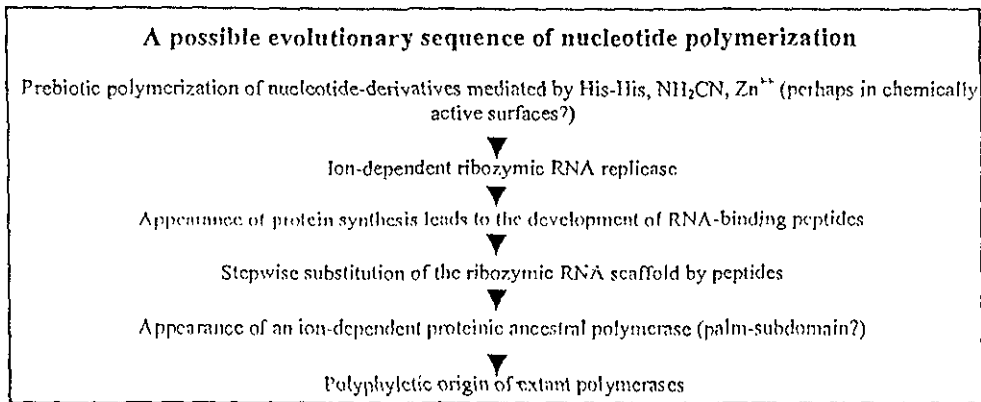 A possible evolutionary sequence of nucleotide polymerization
Prebiotic polymerization of nucleotide-derivatives mediated by His-His, NH₂CN, Zn⁺⁺ (perhaps in chemically
active surfaces?)
Ion-dependent ribozymic RNA replicase
Appearance of protein synthesis leads to the development of RNA-binding peptides
Stepwise substitution of the ribozymic RNA scaffold by peptides
Appearance of an ion-dependent proteinic ancestral polymerase (palm-subdomain?)
Polyphyletic origin of extant polymerases